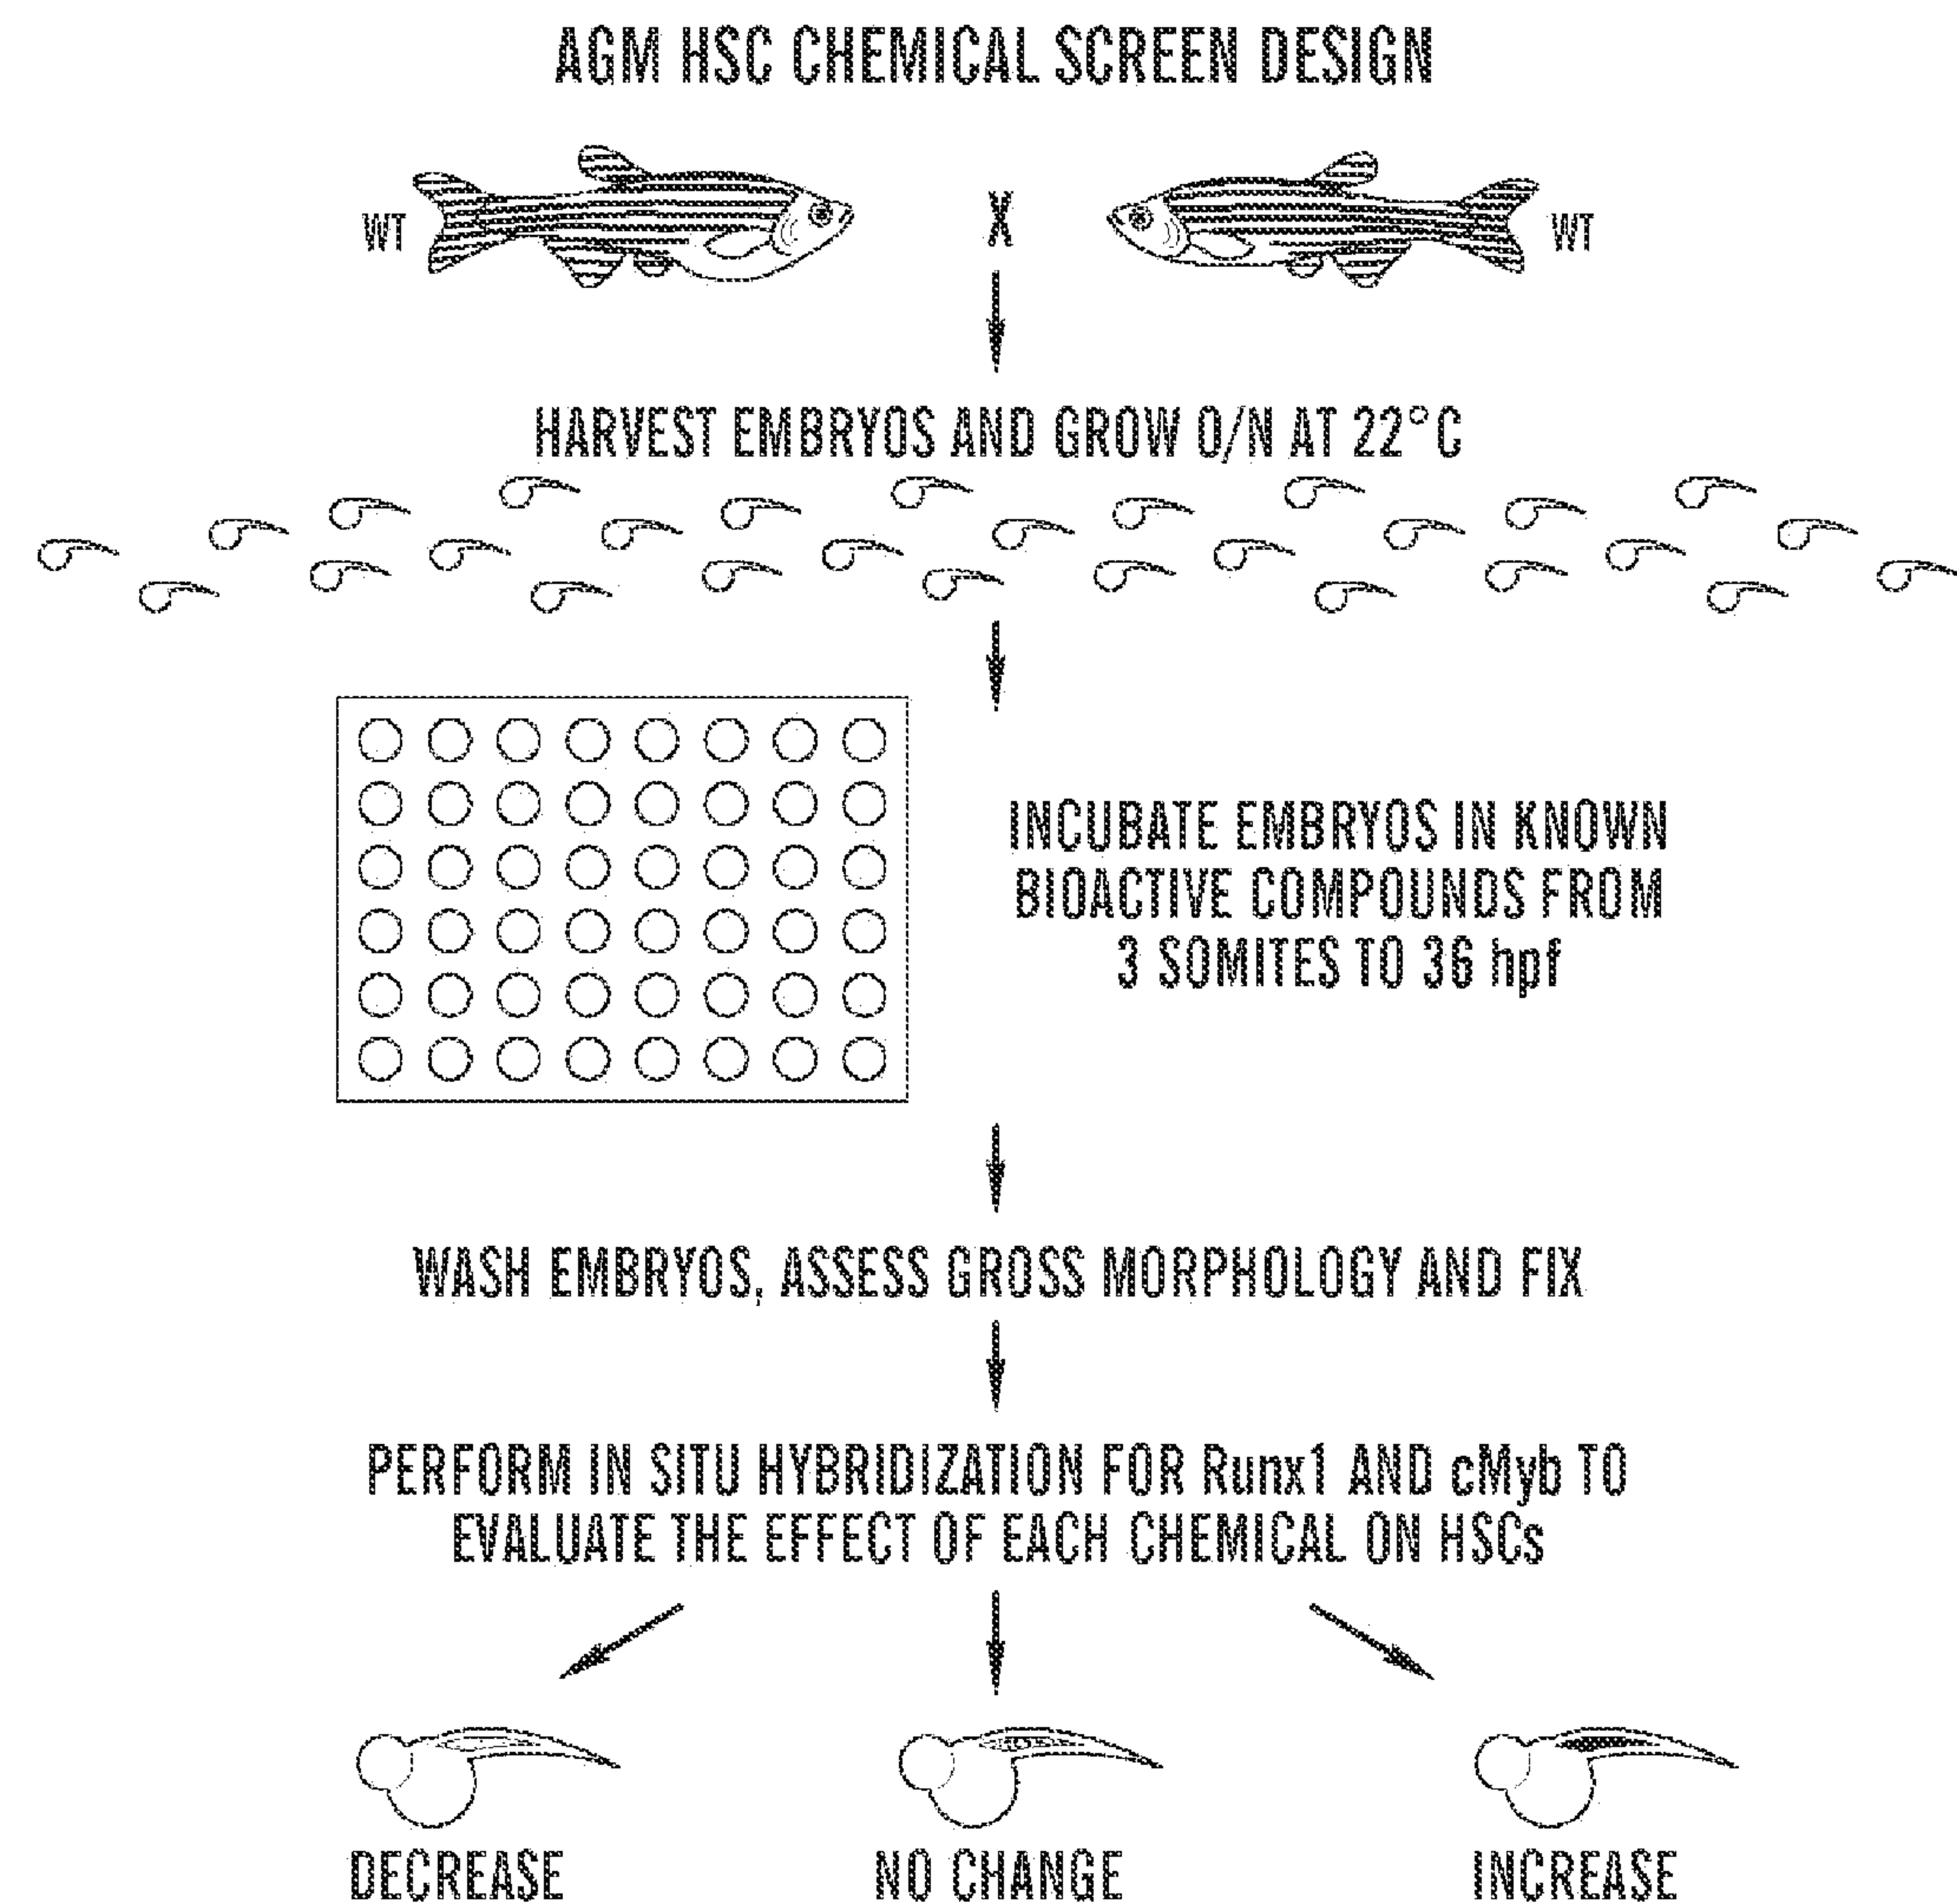 AGM HSC CHEMICAL SCREEN DESIGN
WT X WT
HARVEST EMBRYOS AND GROW O/N AT 22°C
INCUBATE EMBRYOS IN KNOWN
BIOACTIVE COMPOUNDS FROM
3 SOMITES TO 36 hpf
WASH EMBRYOS, ASSESS GROSS MORPHOLOGY AND FIX
PERFORM IN SITU HYBRIDIZATION FOR Runx1 AND cMyb TO
EVALUATE THE EFFECT OF EACH CHEMICAL ON HSCs
DECREASE NO CHANGE INCREASE